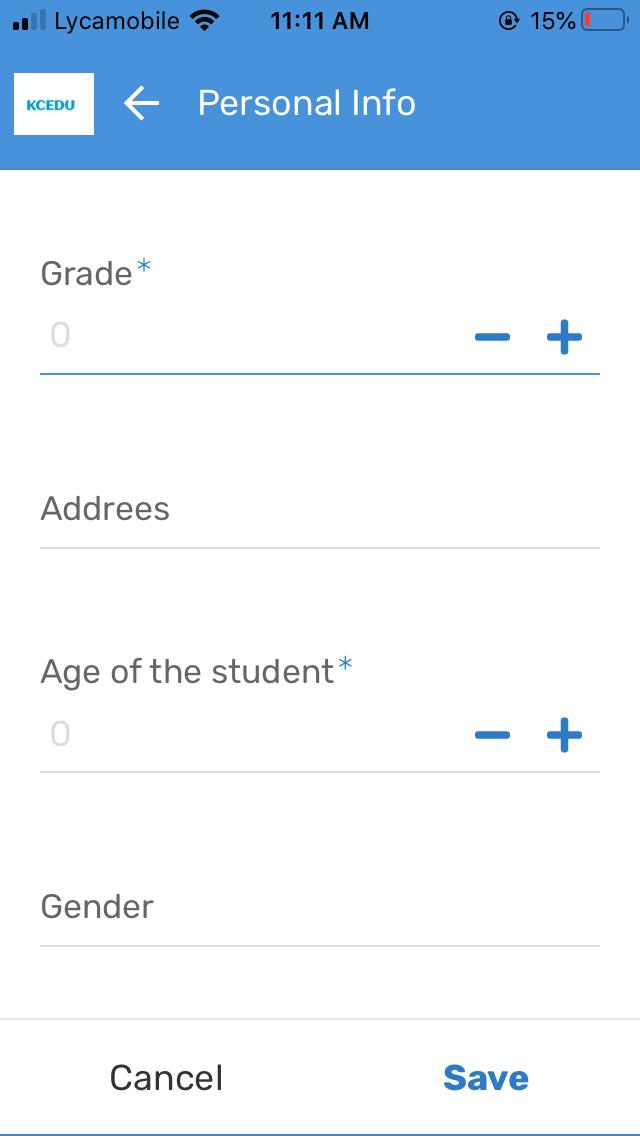 Lycamobile 11:11 AM 15%
KCEDU Personal Info
Grade*
0
Addrees
Age of the student*
0
Gender
Cancel Save